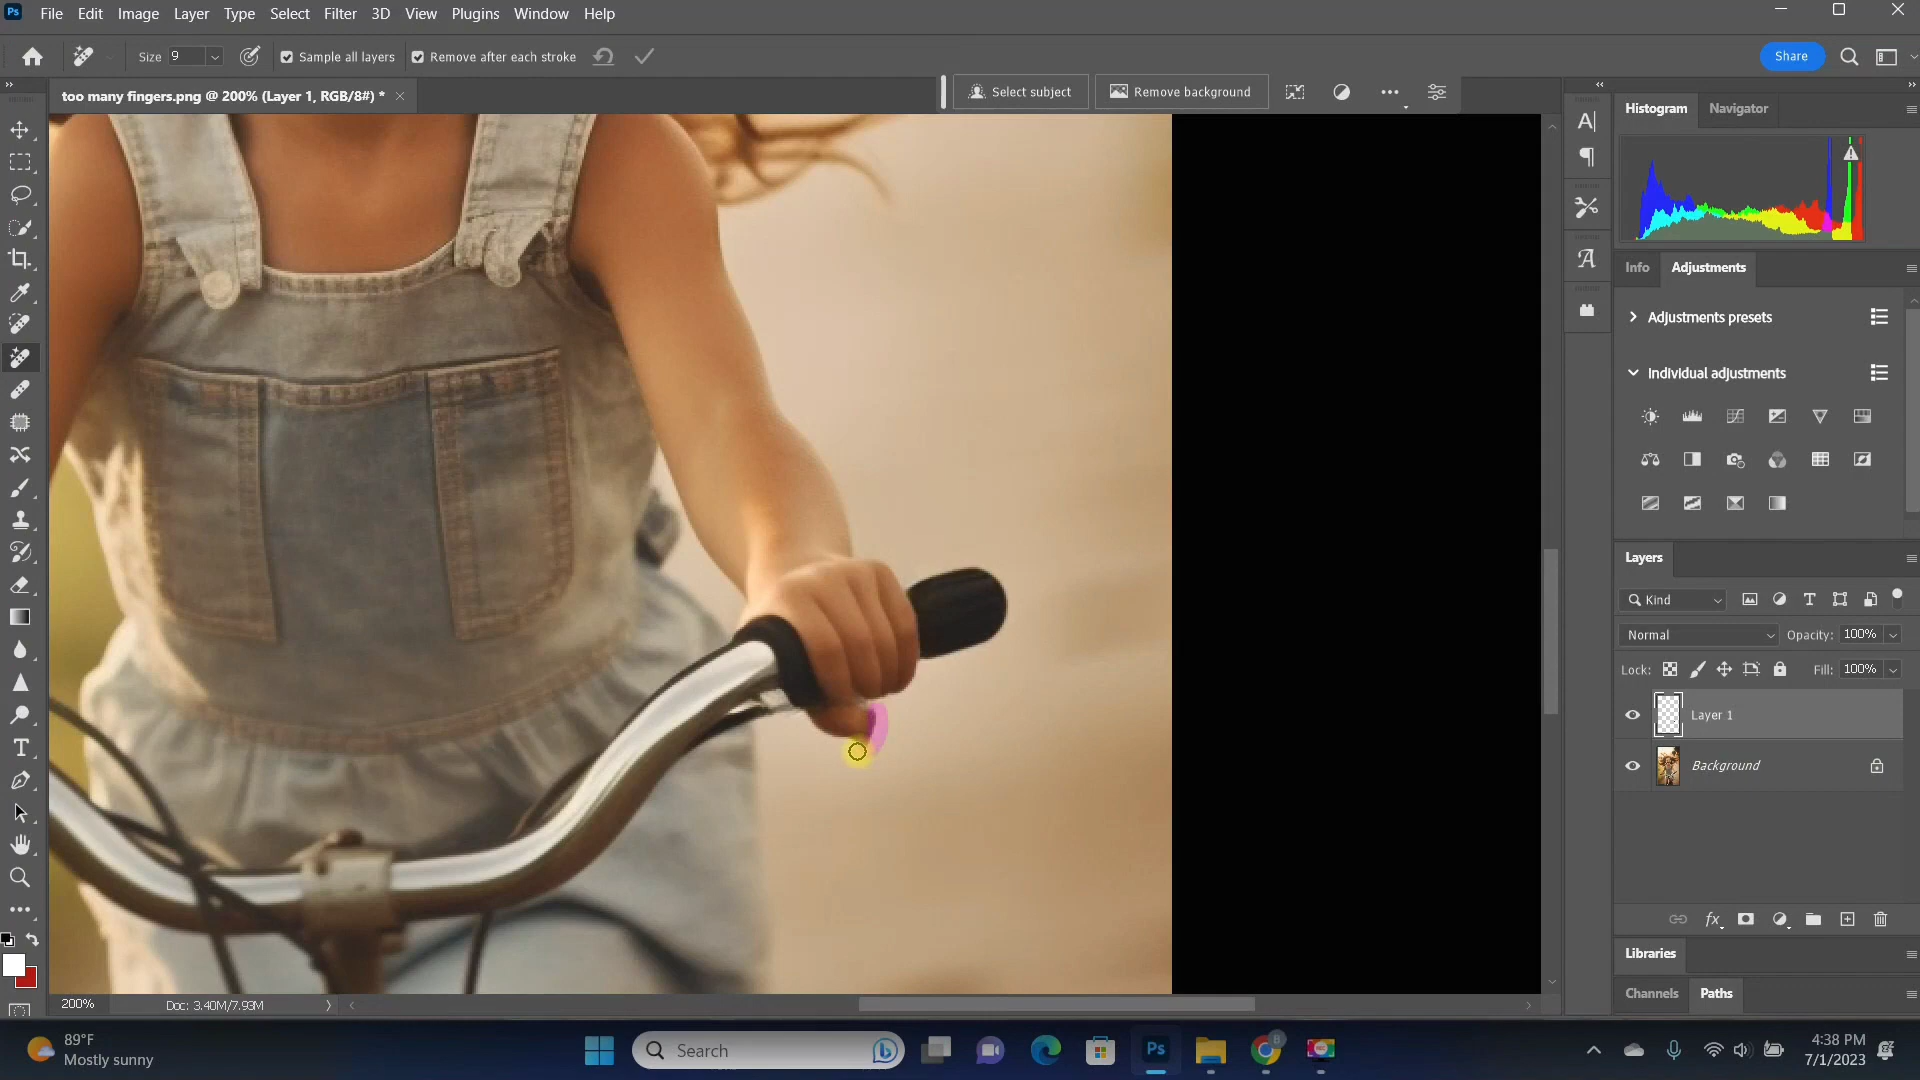 Ps File Edit Image Layer Type Select Filter 3D View Plugins Window Help
Size 9 Sample all layers Remove after each stroke Share
too many fingers.png @ 200% (Layer 1, RGB/8#) *
Select subject Remove background
Histogram Navigator
Info Adjustments
Adjustments presets
Individual adjustments
Layers
Kind
Normal Opacity: 100%
Lock: Fill: 100%
Layer 1
Background
fx
Libraries
Channels Paths
200% Doc: 3.40M/7.93M
89°F
Mostly sunny
Search
Ps
4:38 PM
7/1/2023